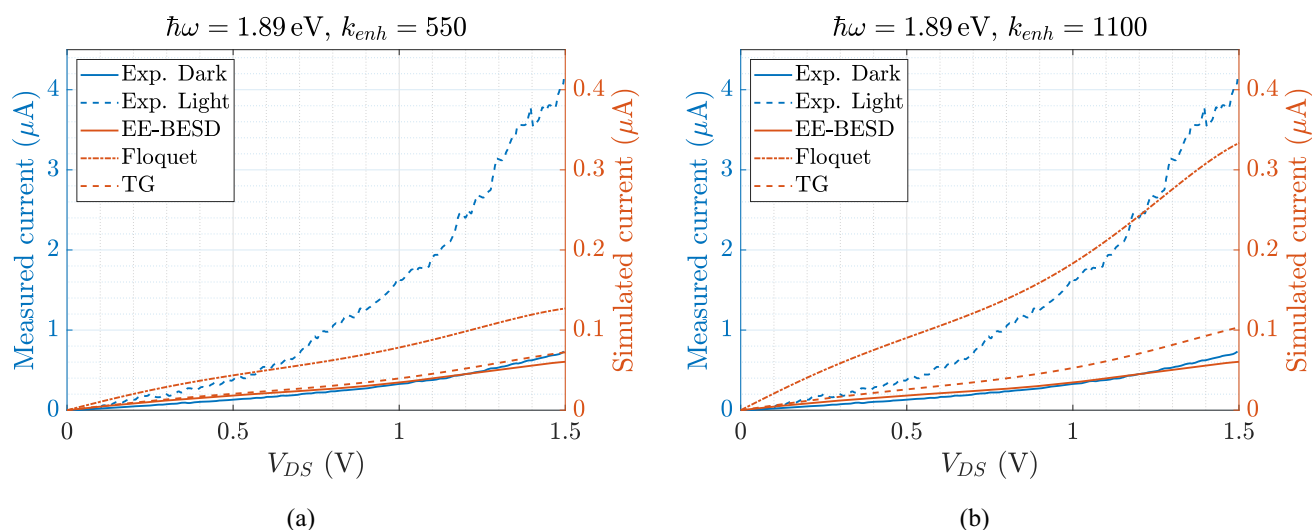 ħω = 1.89 eV, k_enh = 550
Measured current (μA)
4
3
2
1
0
Exp. Dark
Exp. Light
EE-BESD
Floquet
TG
0.4
0.3
0.2
0.1
0
Simulated current (μA)
0 0.5 1 1.5
V_DS (V)
(a)
ħω = 1.89 eV, k_enh = 1100
Measured current (μA)
4
3
2
1
0
Exp. Dark
Exp. Light
EE-BESD
Floquet
TG
0.4
0.3
0.2
0.1
0
Simulated current (μA)
0 0.5 1 1.5
V_DS (V)
(b)